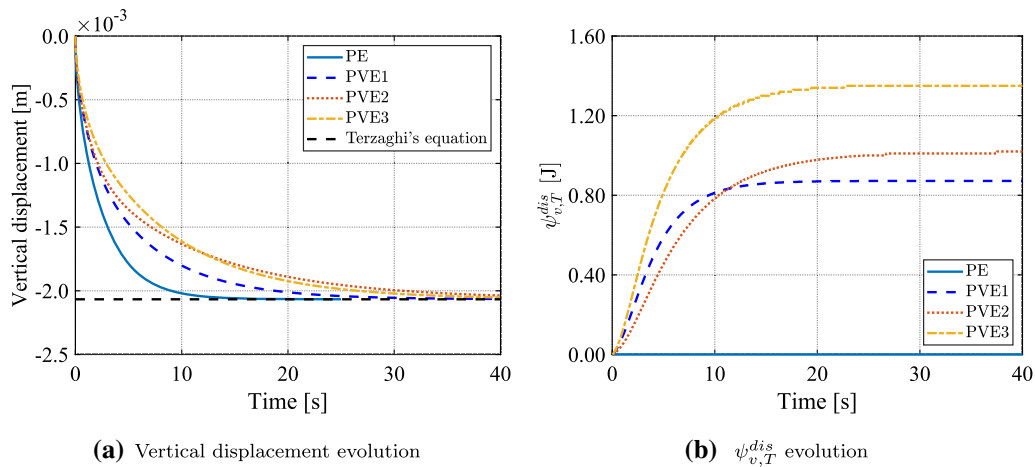 ×10⁻³
0.0
-0.5
-1.0
-1.5
-2.0
-2.5
Vertical displacement [m]
PE
PVE1
PVE2
PVE3
Terzaghi's equation
0 10 20 30 40
Time [s]
(a) Vertical displacement evolution
1.60
1.20
0.80
0.40
0.00
ψ_{v,T}^{dis} [J]
PE
PVE1
PVE2
PVE3
0 10 20 30 40
Time [s]
(b) ψ_{v,T}^{dis} evolution